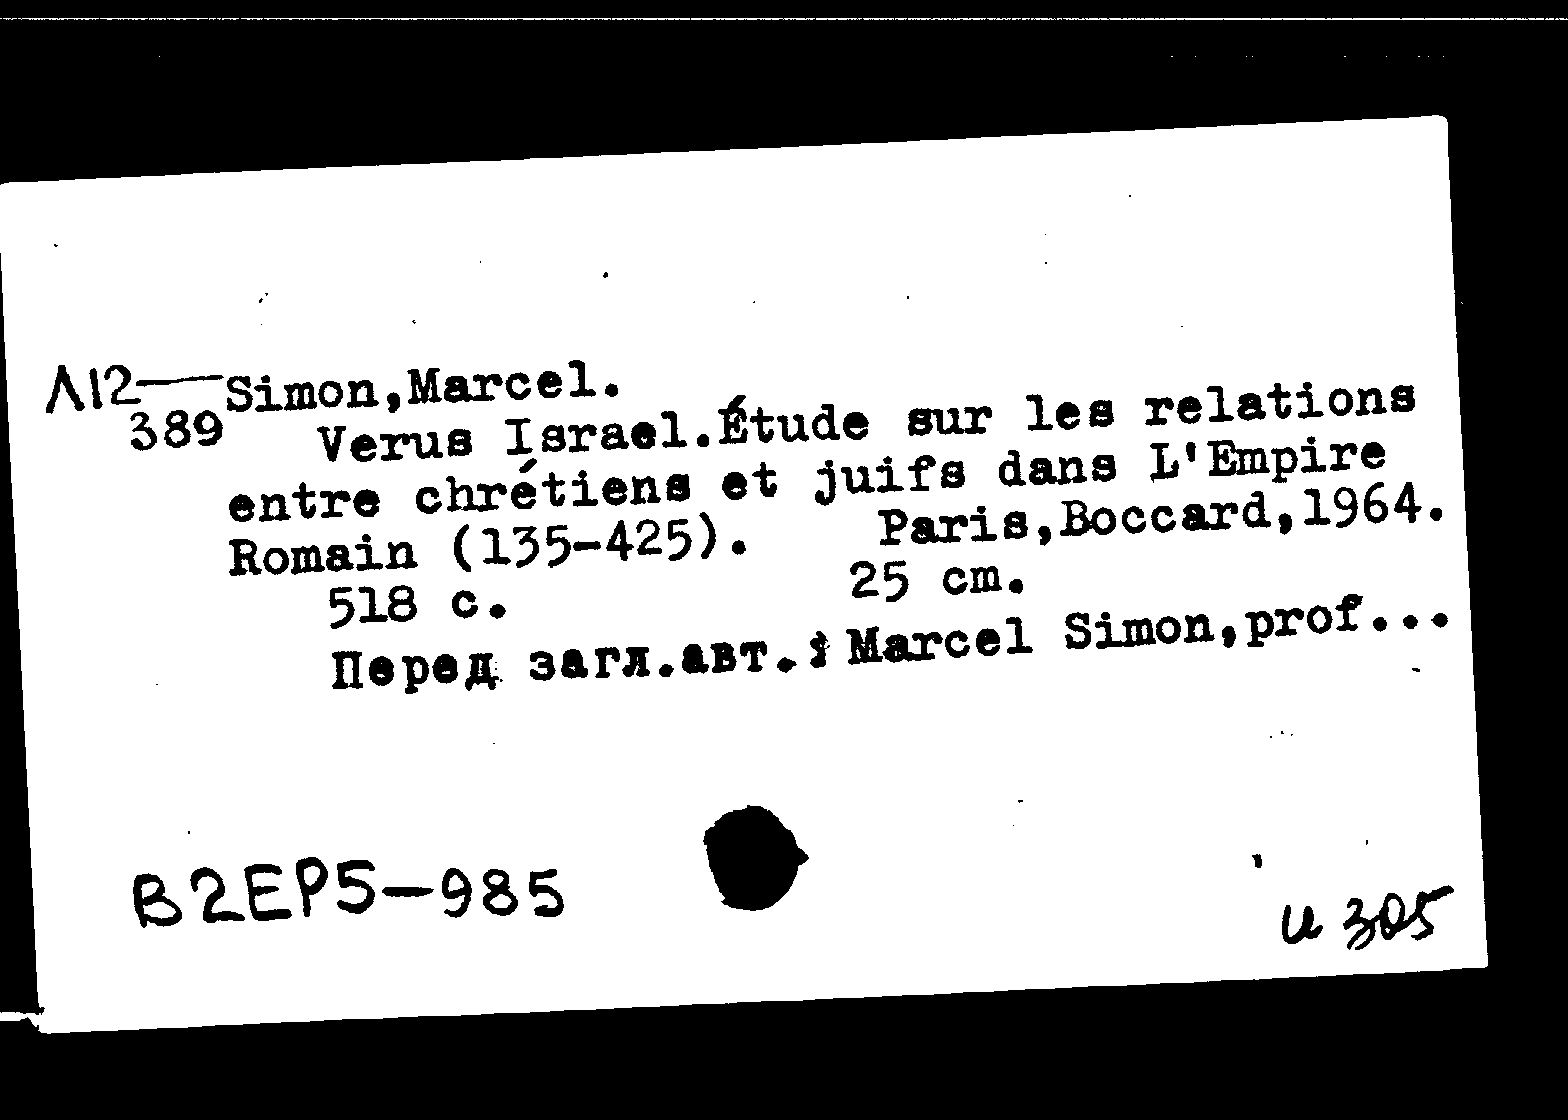 Л12— Simon,Marcel.
389 Verus Israel.Étude sur les relations
entre chrétiens et juifs dans L'Empire
Romain (135-425). Paris,Boccard,1964.
518 с. 25 cm.
Перед загл.авт.: Marcel Simon,prof...
B2EP5-985
и 305